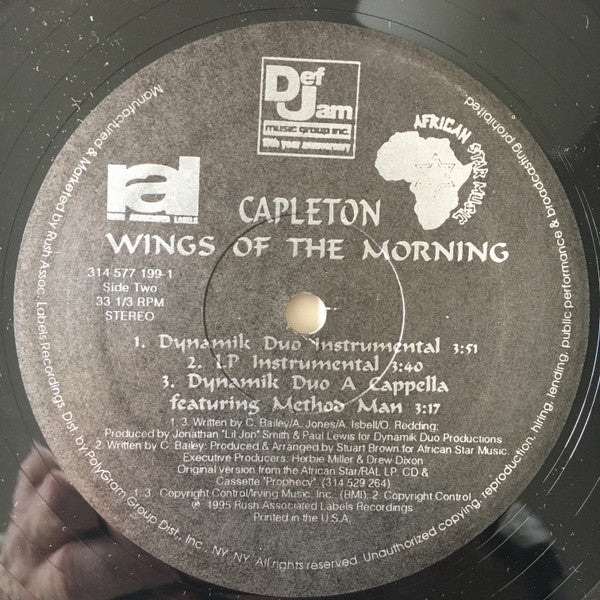 Def
Jam
music group inc.
10th year anniversary
AFRICAN STAR MUSIC
ral
RUSH ASSOCIATED LABELS
CAPLETON
WINGS OF THE MORNING
314 577 199-1
Side Two
33 1/3 RPM
STEREO
1. Dynamik Duo Instrumental 3:51
2. LP Instrumental 3:40
3. Dynamik Duo A Cappella
featuring Method Man 3:17
1. 3. Written by C. Bailey/A. Jones/A. Isbell/O. Redding;
Produced by Jonathan "Lil Jon" Smith & Paul Lewis for Dynamik Duo Productions
2. Written by C. Bailey; Produced & Arranged by Stuart Brown for African Star Music.
Executive Producers: Herbie Miller & Drew Dixon
Original version from the African Star/RAL LP, CD &
Cassette "Prophecy" (314 529 264)
1. 3. Copyright Control/Irving Music, Inc. (BMI); 2. Copyright Control
℗ 1995 Rush Associated Labels Recordings
Printed in the U.S.A.
Manufactured & Marketed by Rush Assoc. Labels Recordings, Dist. by PolyGram Group Dist., Inc., NY, NY. All rights reserved. Unauthorized copying, reproduction, hiring, lending, public performance & broadcasting prohibited.